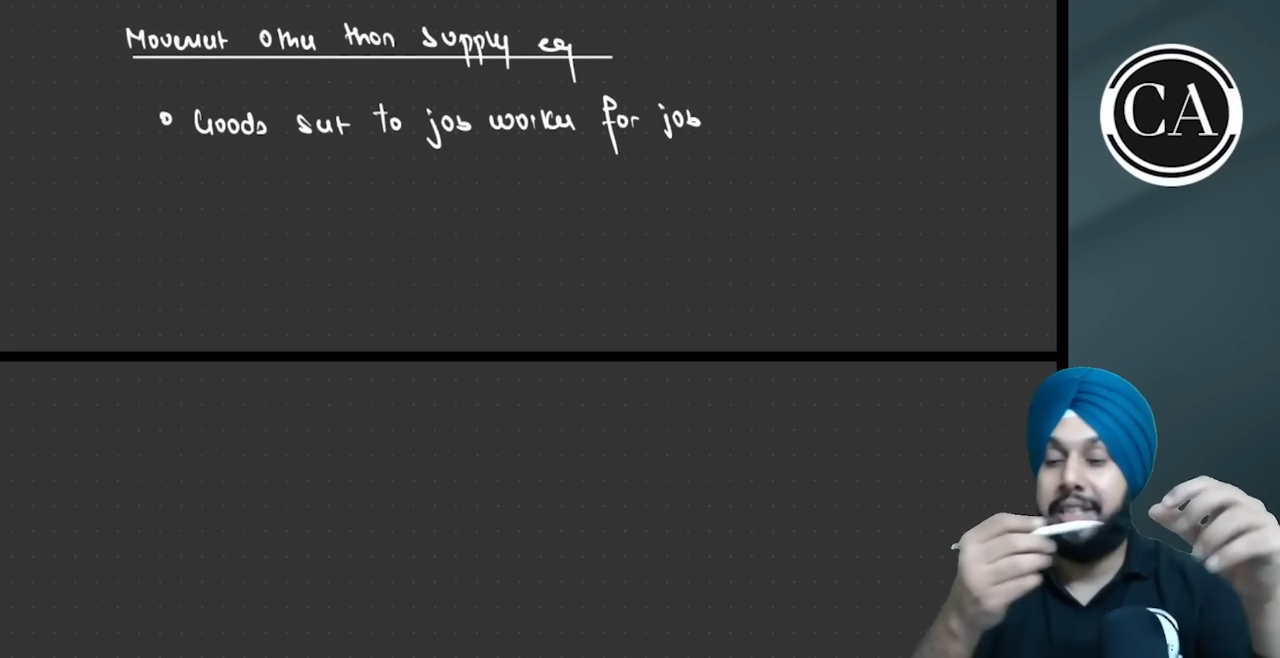 Movement other than supply eg
• Goods sent to job worker for job
CA